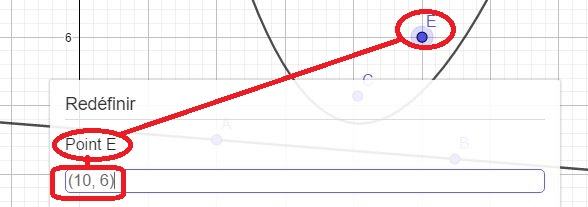 E
6
C
Redéfinir
A
Point E
B
(10, 6)